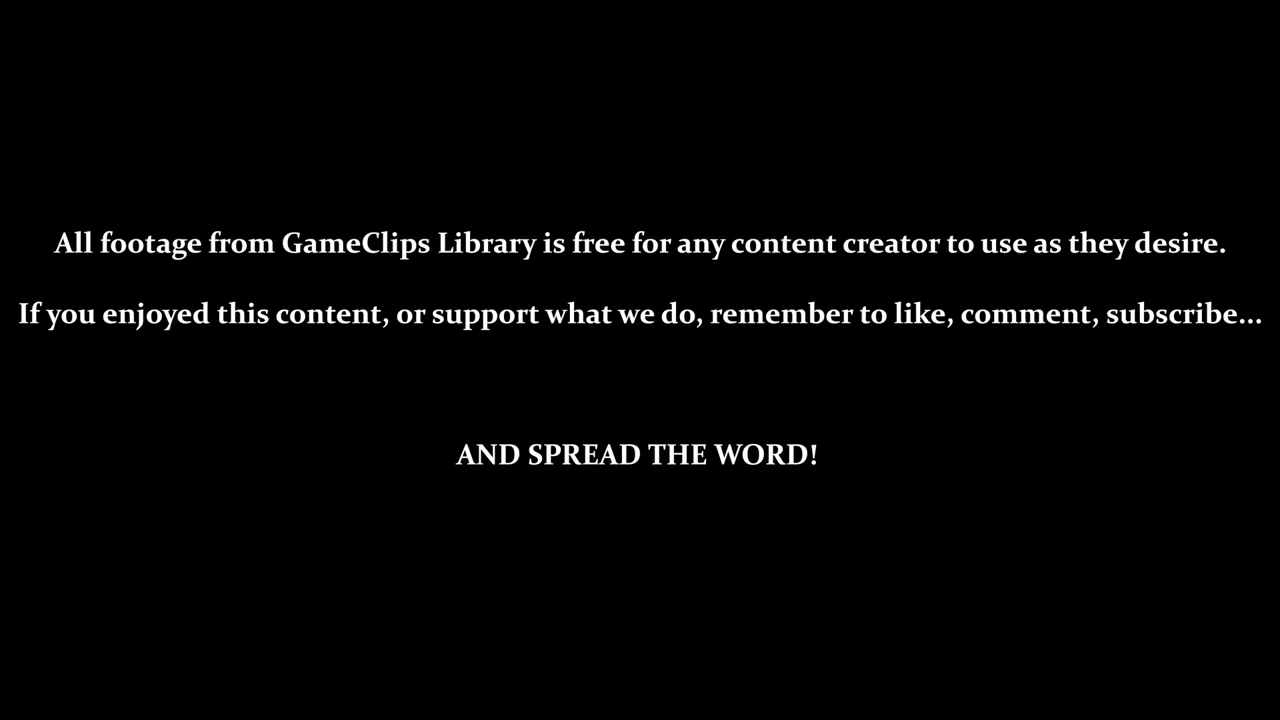 All footage from GameClips Library is free for any content creator to use as they desire.
If you enjoyed this content, or support what we do, remember to like, comment, subscribe...
AND SPREAD THE WORD!